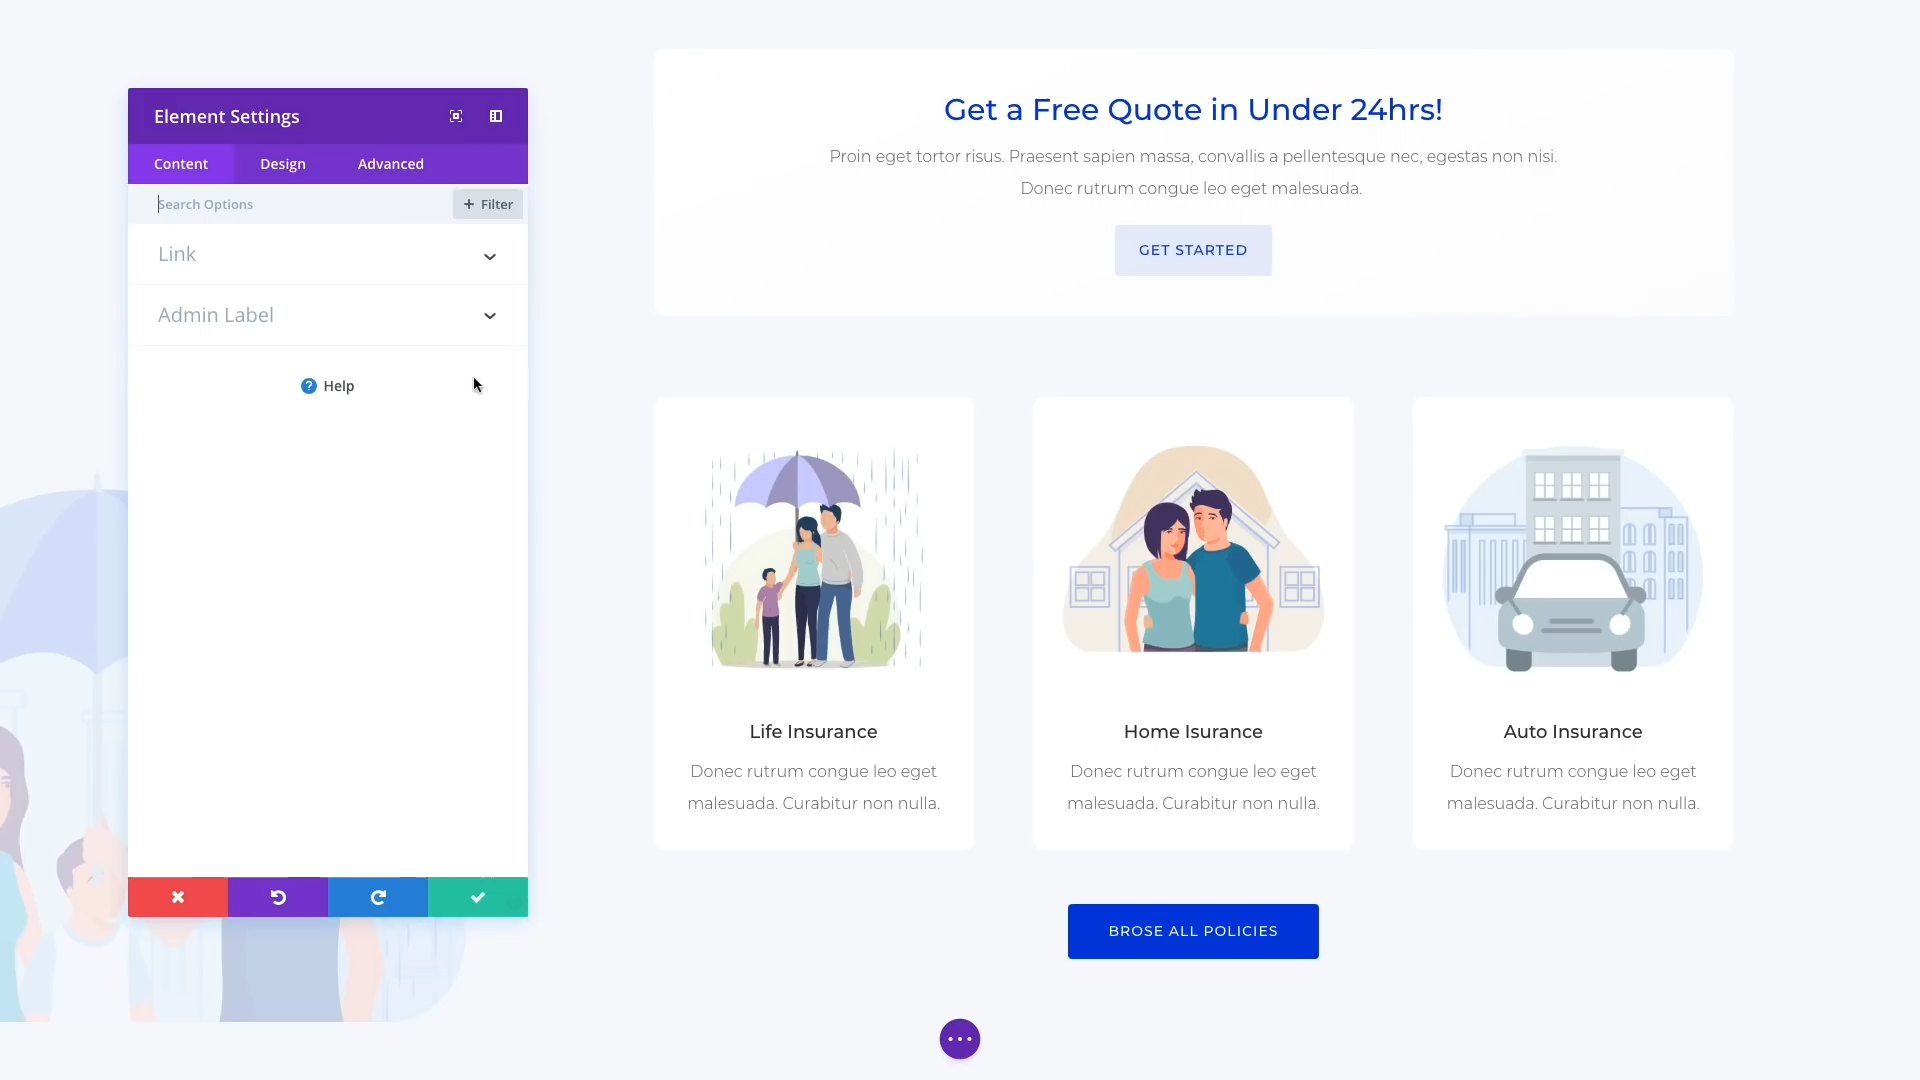 Element Settings
Content Design Advanced
Search Options
+ Filter
Link
Admin Label
? Help
Get a Free Quote in Under 24hrs!
Proin eget tortor risus. Praesent sapien massa, convallis a pellentesque nec, egestas non nisi.
Donec rutrum congue leo eget malesuada.
GET STARTED
Life Insurance
Donec rutrum congue leo eget
malesuada. Curabitur non nulla.
Home Isurance
Donec rutrum congue leo eget
malesuada. Curabitur non nulla.
Auto Insurance
Donec rutrum congue leo eget
malesuada. Curabitur non nulla.
BROSE ALL POLICIES